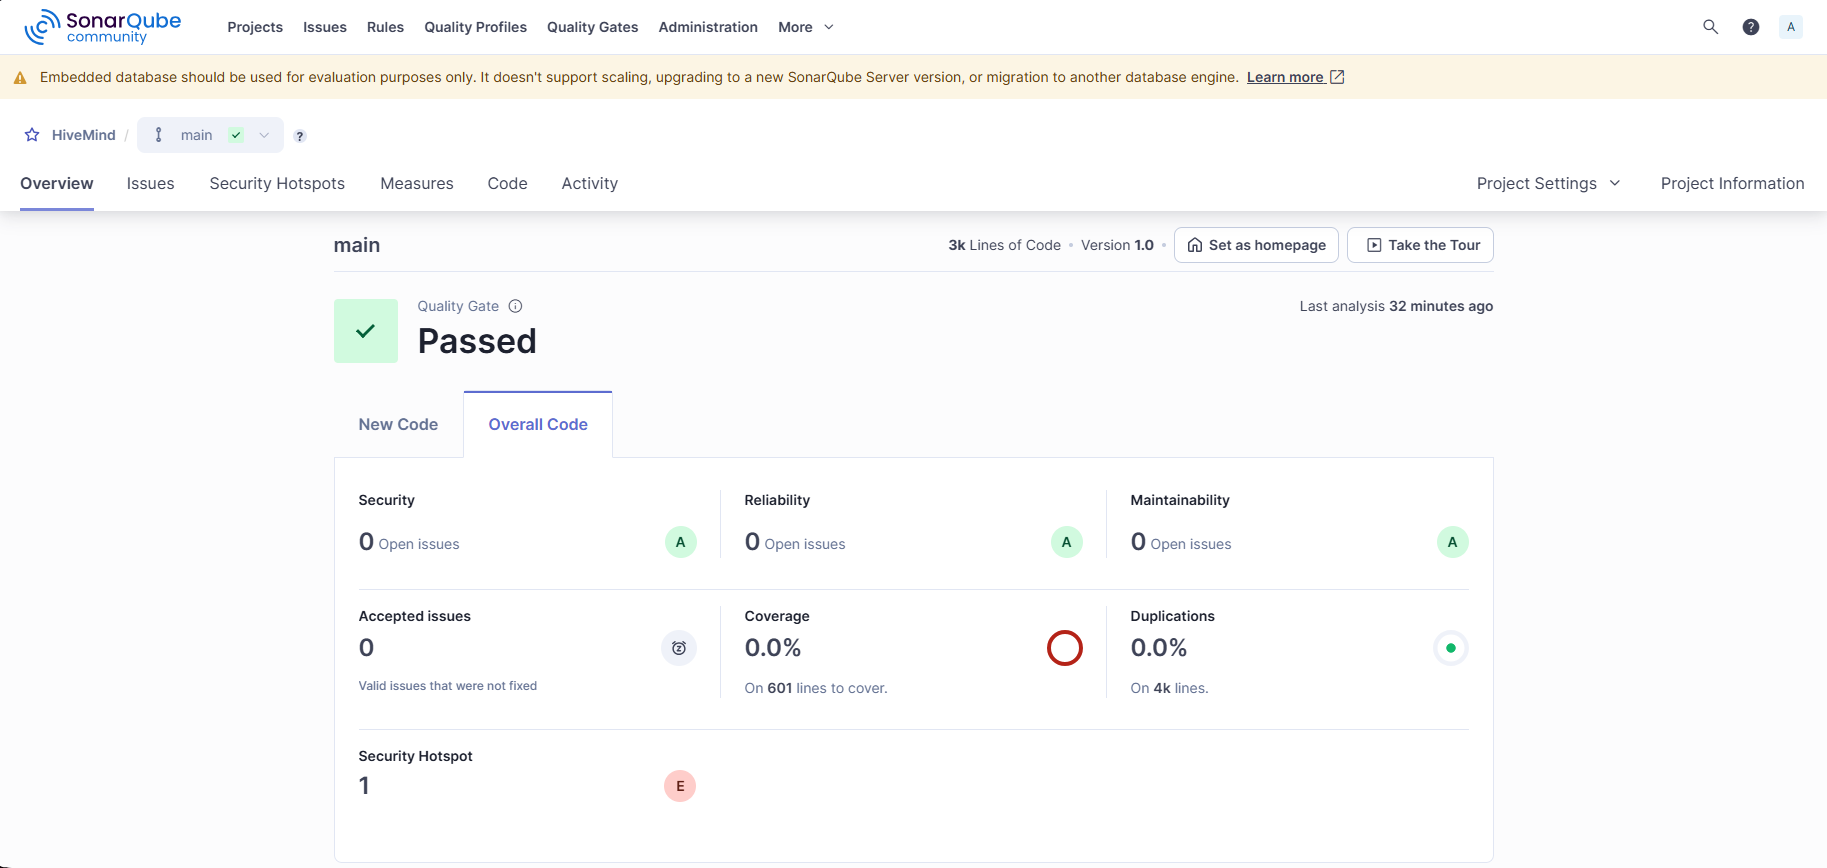 SonarQube
community
Projects Issues Rules Quality Profiles Quality Gates Administration More
A
Embedded database should be used for evaluation purposes only. It doesn't support scaling, upgrading to a new SonarQube Server version, or migration to another database engine. Learn more
HiveMind / main
Overview Issues Security Hotspots Measures Code Activity Project Settings Project Information
main 3k Lines of Code • Version 1.0 • Set as homepage Take the Tour
Quality Gate
Last analysis 32 minutes ago
Passed
New Code Overall Code
Security Reliability Maintainability
0 Open issues A 0 Open issues A 0 Open issues A
Accepted issues Coverage Duplications
0 0.0% 0.0%
Valid issues that were not fixed On 601 lines to cover. On 4k lines.
Security Hotspot
1 E